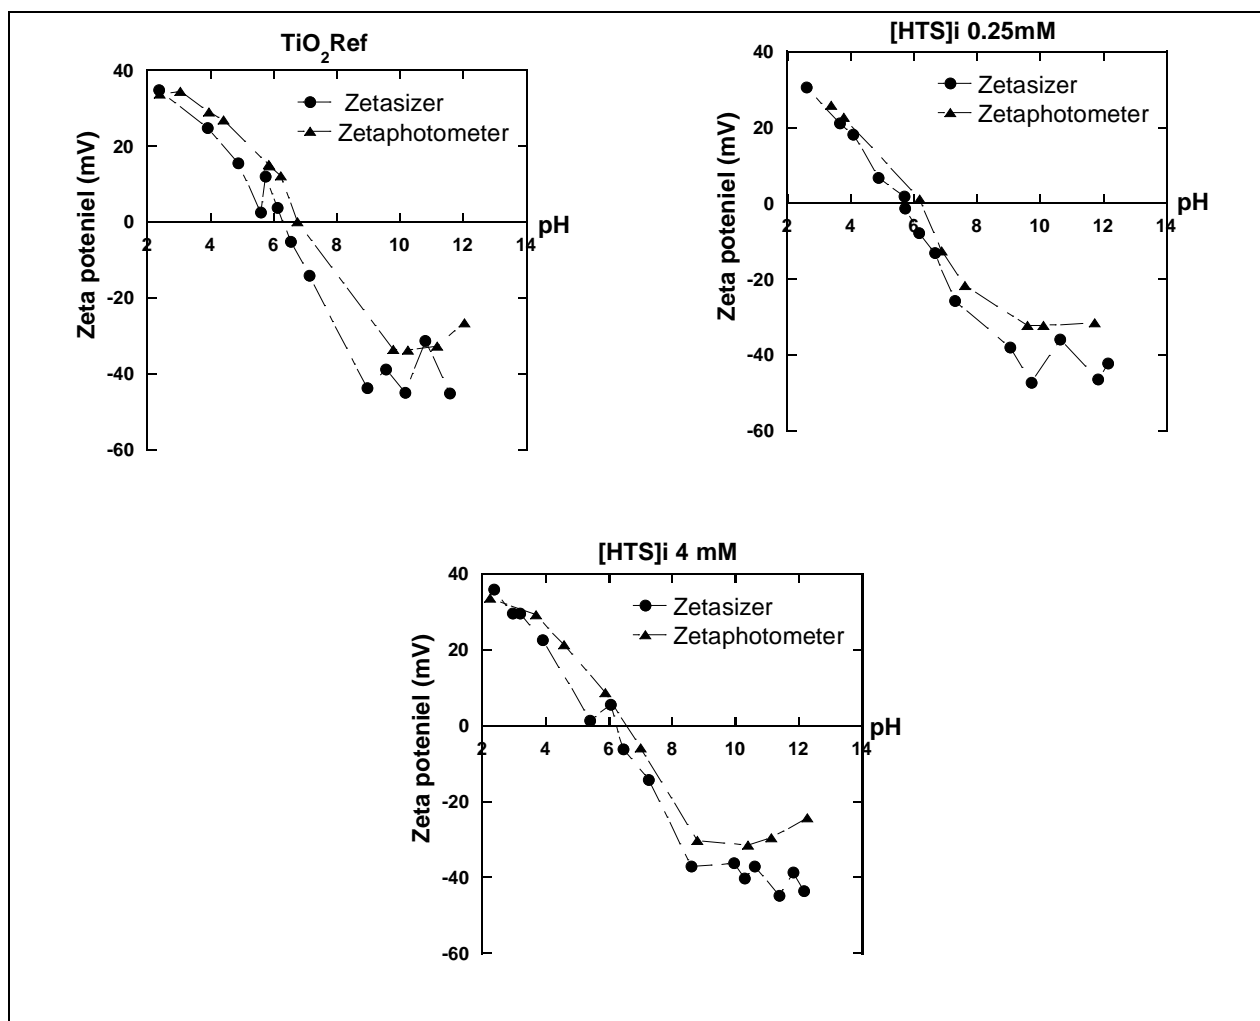 TiO2Ref
40
20
0
-20
-40
-60
2 4 6 8 10 12 14
Zeta poteniel (mV)
pH
Zetasizer
Zetaphotometer
[HTS]i 0.25mM
40
20
0
-20
-40
-60
2 4 6 8 10 12 14
Zeta poteniel (mV)
pH
Zetasizer
Zetaphotometer
[HTS]i 4 mM
40
20
0
-20
-40
-60
2 4 6 8 10 12 14
Zeta poteniel (mV)
pH
Zetasizer
Zetaphotometer